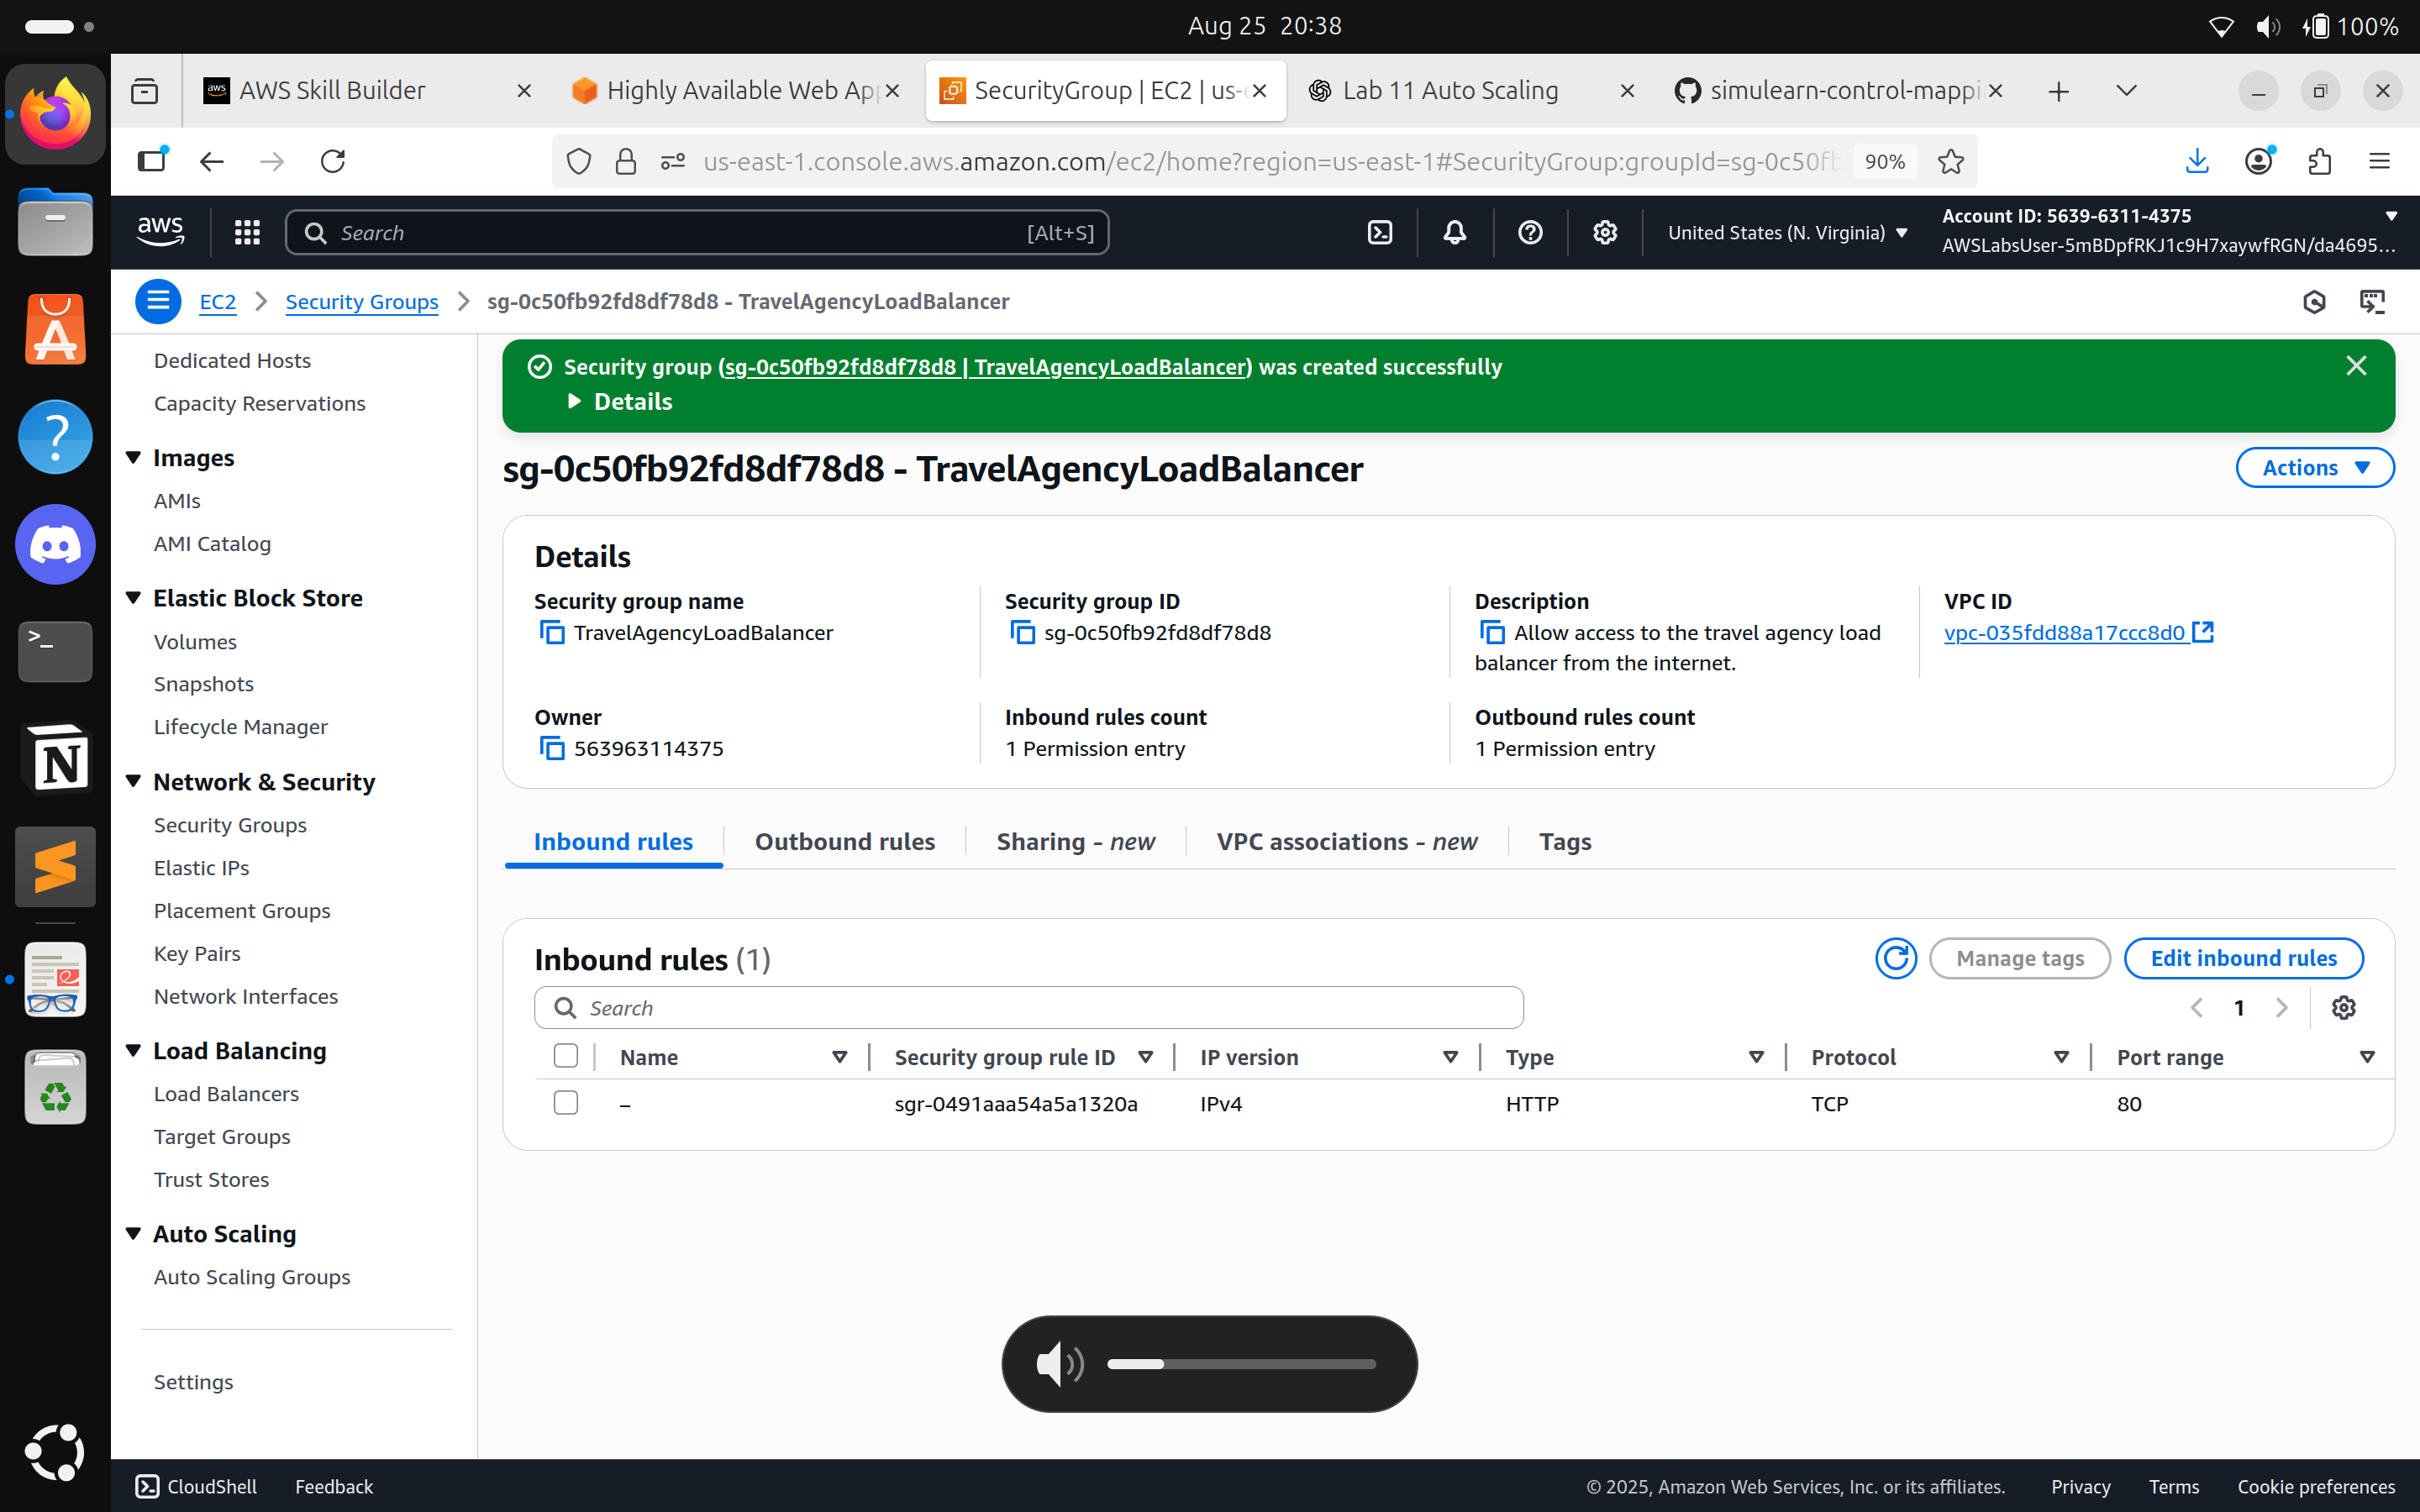 Aug 25 20:38
100%
AWS Skill Builder
Highly Available Web App
SecurityGroup | EC2 | us-e
Lab 11 Auto Scaling
simulearn-control-mappi
us-east-1.console.aws.amazon.com/ec2/home?region=us-east-1#SecurityGroup:groupId=sg-0c50fb
90%
aws
Search
[Alt+S]
United States (N. Virginia)
Account ID: 5639-6311-4375
AWSLabsUser-5mBDpfRKJ1c9H7xaywfRGN/da4695...
EC2
Security Groups
sg-0c50fb92fd8df78d8 - TravelAgencyLoadBalancer
Dedicated Hosts
Capacity Reservations
Images
AMIs
AMI Catalog
Elastic Block Store
Volumes
Snapshots
Lifecycle Manager
Network & Security
Security Groups
Elastic IPs
Placement Groups
Key Pairs
Network Interfaces
Load Balancing
Load Balancers
Target Groups
Trust Stores
Auto Scaling
Auto Scaling Groups
Settings
Security group (sg-0c50fb92fd8df78d8 | TravelAgencyLoadBalancer) was created successfully
Details
sg-0c50fb92fd8df78d8 - TravelAgencyLoadBalancer
Actions
Details
Security group name
TravelAgencyLoadBalancer
Security group ID
sg-0c50fb92fd8df78d8
Description
Allow access to the travel agency load
balancer from the internet.
VPC ID
vpc-035fdd88a17ccc8d0
Owner
563963114375
Inbound rules count
1 Permission entry
Outbound rules count
1 Permission entry
Inbound rules
Outbound rules
Sharing - new
VPC associations - new
Tags
Inbound rules (1)
Manage tags
Edit inbound rules
Search
1
Name
Security group rule ID
IP version
Type
Protocol
Port range
–
sgr-0491aaa54a5a1320a
IPv4
HTTP
TCP
80
CloudShell
Feedback
© 2025, Amazon Web Services, Inc. or its affiliates.
Privacy
Terms
Cookie preferences